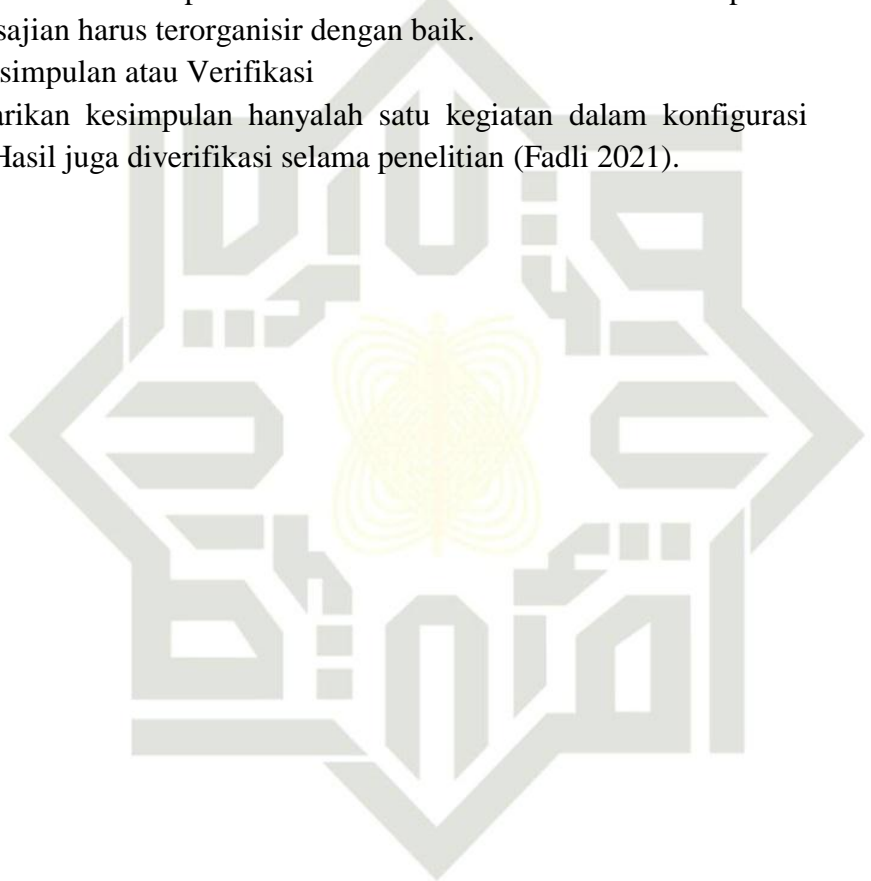 sajian harus terorganisir dengan baik.
simpulan atau Verifikasi
arikan kesimpulan hanyalah satu kegiatan dalam konfigurasi
Hasil juga diverifikasi selama penelitian (Fadli 2021).